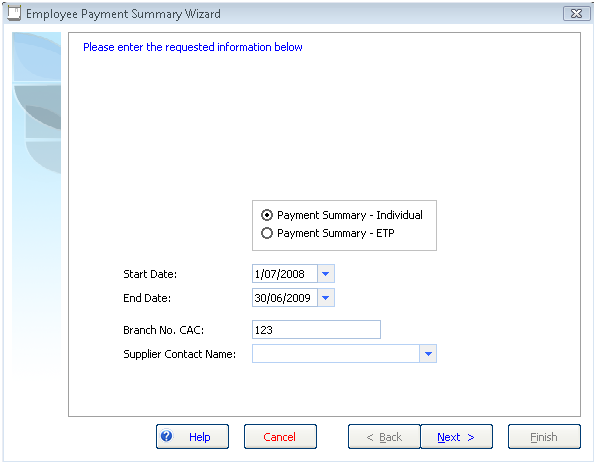 Employee Payment Summary Wizard
Please enter the requested information below
Payment Summary - Individual
Payment Summary - ETP
Start Date: 1/07/2008
End Date: 30/06/2009
Branch No. CAC: 123
Supplier Contact Name:
Help Cancel < Back Next > Finish